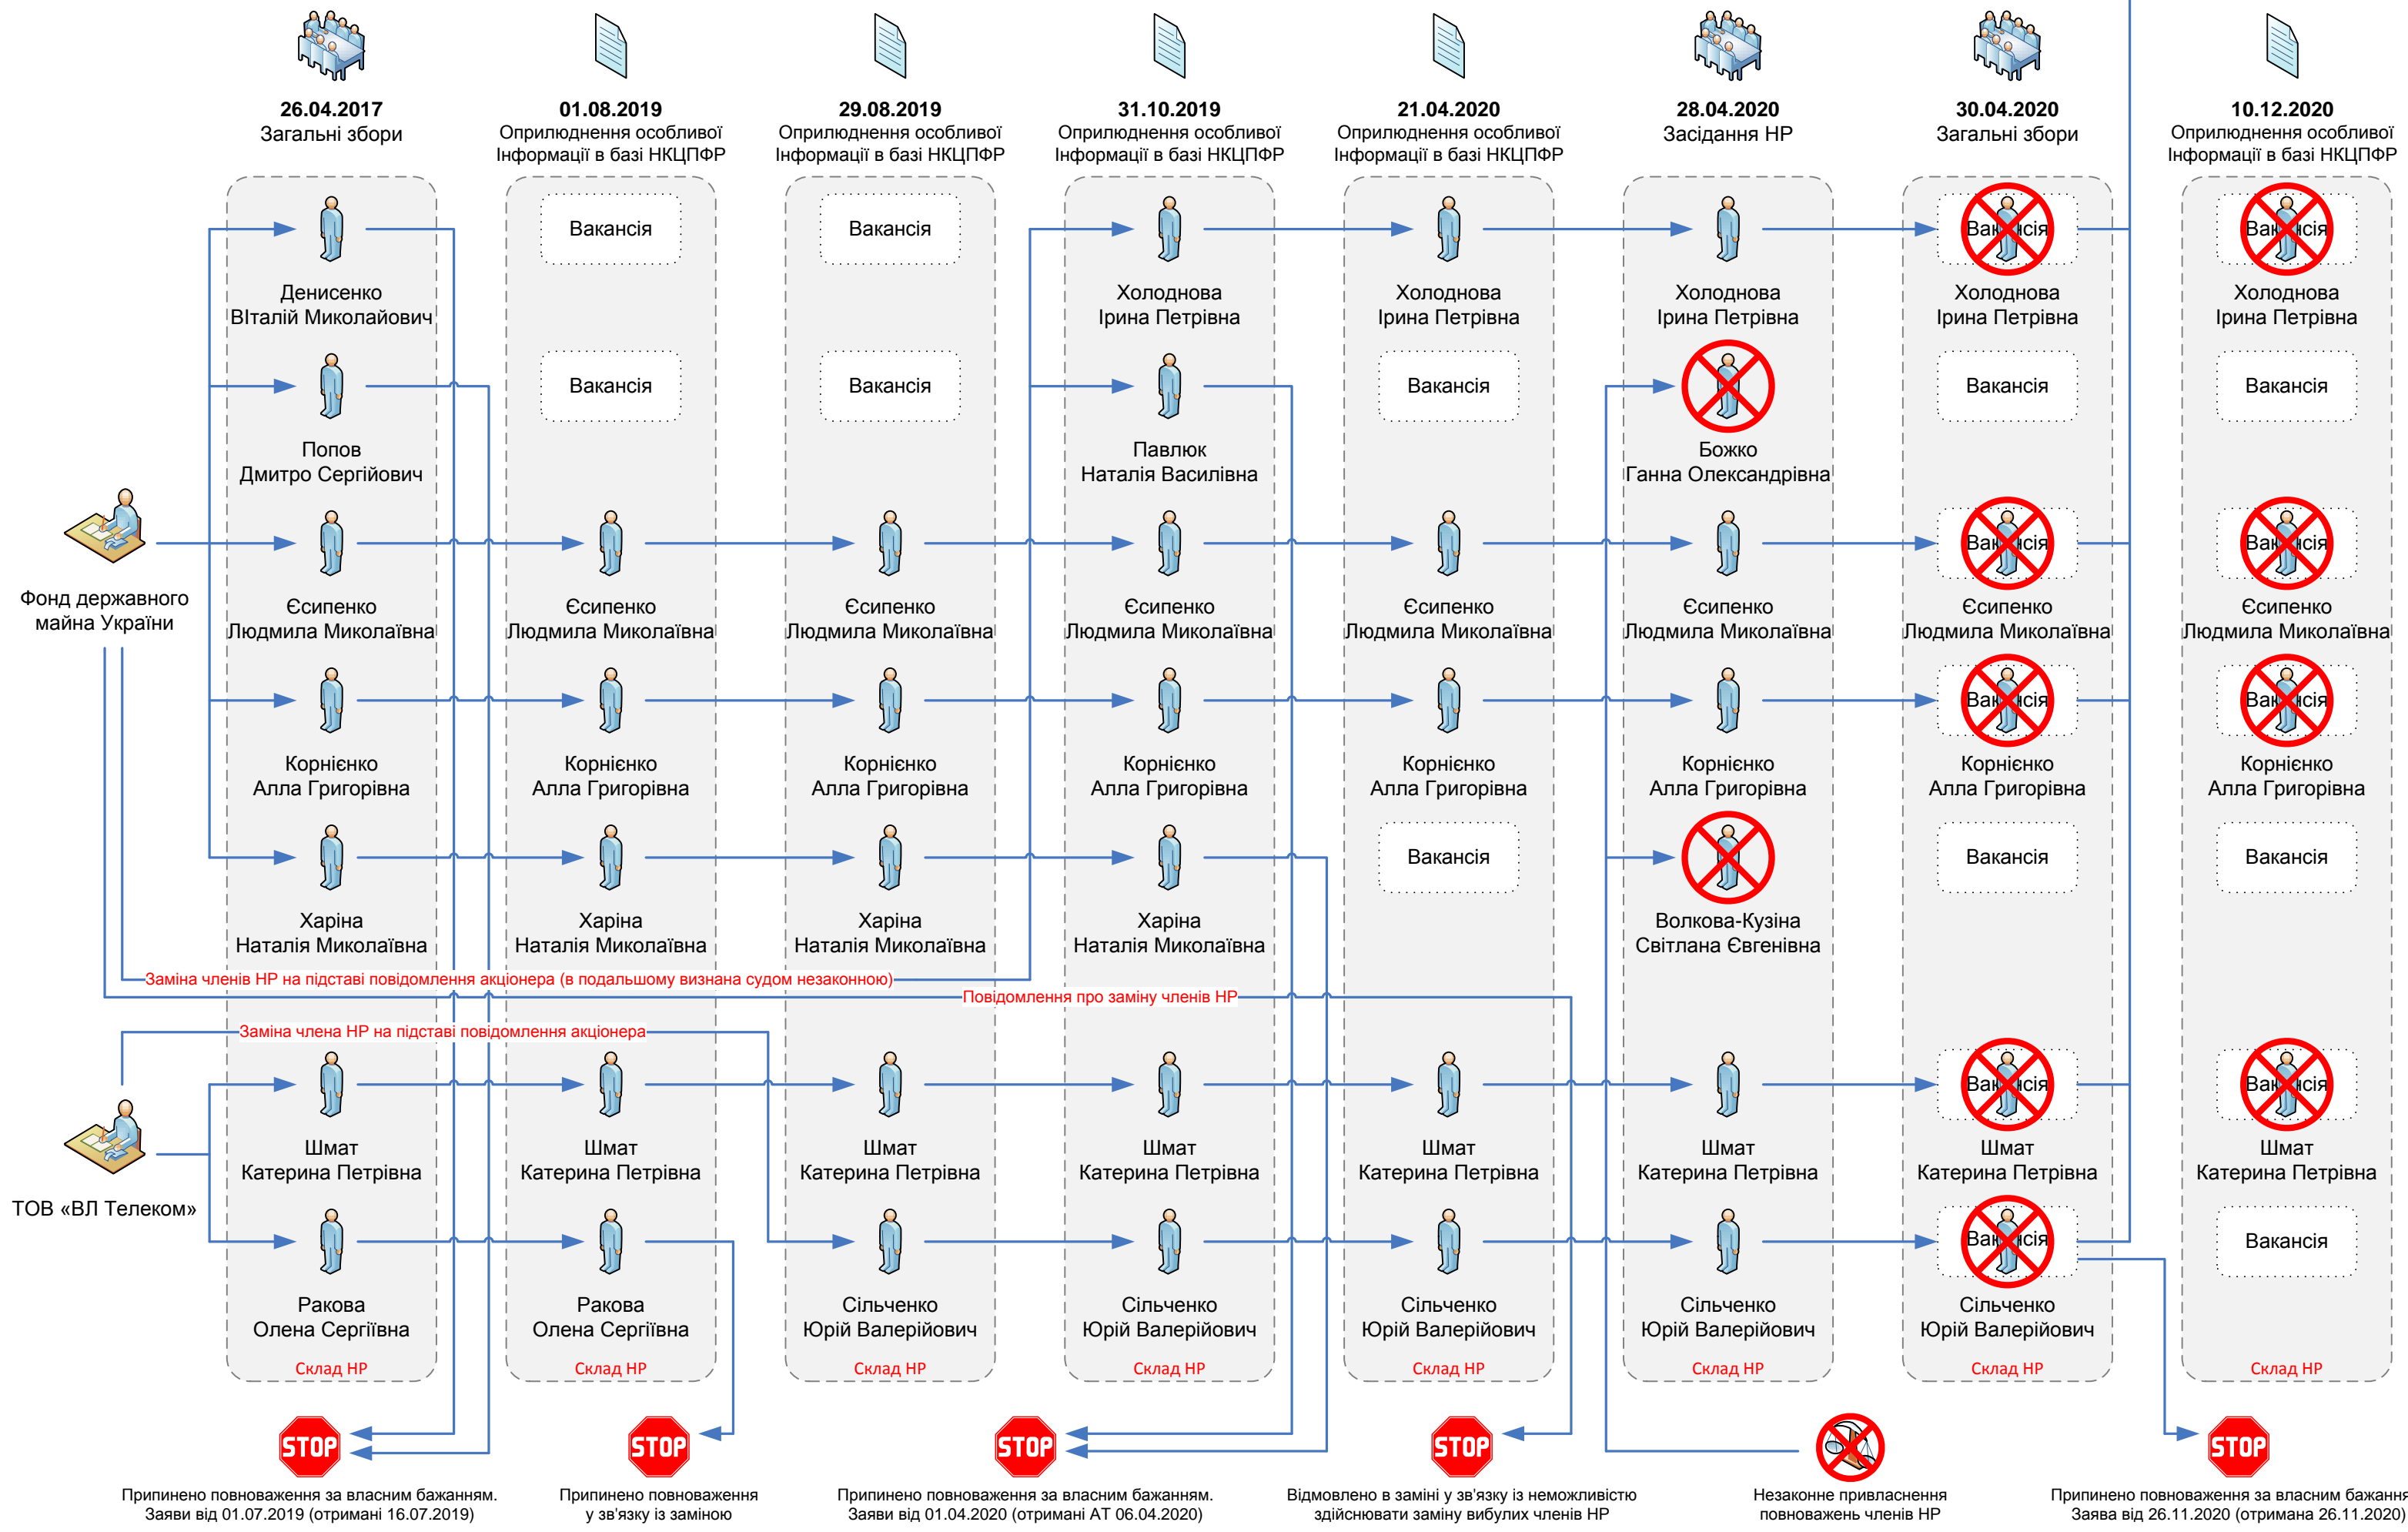 26.04.2017
Загальні збори
01.08.2019
Оприлюднення особливої
Інформації в базі НКЦПФР
29.08.2019
Оприлюднення особливої
Інформації в базі НКЦПФР
31.10.2019
Оприлюднення особливої
Інформації в базі НКЦПФР
21.04.2020
Оприлюднення особливої
Інформації в базі НКЦПФР
28.04.2020
Засідання НР
30.04.2020
Загальні збори
10.12.2020
Оприлюднення особливої
Інформації в базі НКЦПФР
Фонд державного
майна України
ТОВ «ВЛ Телеком»
Денисенко
ВІталій Миколайович
Вакансія
Вакансія
Холоднова
Ірина Петрівна
Холоднова
Ірина Петрівна
Холоднова
Ірина Петрівна
Вакансія
Холоднова
Ірина Петрівна
Вакансія
Холоднова
Ірина Петрівна
Попов
Дмитро Сергійович
Вакансія
Вакансія
Павлюк
Наталія Василівна
Вакансія
Божко
Ганна Олександрівна
Вакансія
Вакансія
Єсипенко
Людмила Миколаївна
Єсипенко
Людмила Миколаївна
Єсипенко
Людмила Миколаївна
Єсипенко
Людмила Миколаївна
Єсипенко
Людмила Миколаївна
Єсипенко
Людмила Миколаївна
Вакансія
Єсипенко
Людмила Миколаївна
Вакансія
Єсипенко
Людмила Миколаївна
Корнієнко
Алла Григорівна
Корнієнко
Алла Григорівна
Корнієнко
Алла Григорівна
Корнієнко
Алла Григорівна
Корнієнко
Алла Григорівна
Корнієнко
Алла Григорівна
Вакансія
Корнієнко
Алла Григорівна
Вакансія
Корнієнко
Алла Григорівна
Харіна
Наталія Миколаївна
Харіна
Наталія Миколаївна
Харіна
Наталія Миколаївна
Харіна
Наталія Миколаївна
Вакансія
Волкова-Кузіна
Світлана Євгенівна
Вакансія
Вакансія
Заміна членів НР на підставі повідомлення акціонера (в подальшому визнана судом незаконною)
Повідомлення про заміну членів НР
Заміна члена НР на підставі повідомлення акціонера
Шмат
Катерина Петрівна
Шмат
Катерина Петрівна
Шмат
Катерина Петрівна
Шмат
Катерина Петрівна
Шмат
Катерина Петрівна
Шмат
Катерина Петрівна
Вакансія
Шмат
Катерина Петрівна
Вакансія
Шмат
Катерина Петрівна
Ракова
Олена Сергіївна
Ракова
Олена Сергіївна
Сільченко
Юрій Валерійович
Сільченко
Юрій Валерійович
Сільченко
Юрій Валерійович
Сільченко
Юрій Валерійович
Вакансія
Сільченко
Юрій Валерійович
Вакансія
Склад НР
Склад НР
Склад НР
Склад НР
Склад НР
Склад НР
Склад НР
Склад НР
STOP
Припинено повноваження за власним бажанням.
Заяви від 01.07.2019 (отримані 16.07.2019)
STOP
Припинено повноваження
у зв'язку із заміною
STOP
Припинено повноваження за власним бажанням.
Заяви від 01.04.2020 (отримані АТ 06.04.2020)
STOP
Відмовлено в заміні у зв'язку із неможливістю
здійснювати заміну вибулих членів НР
Незаконне привласнення
повноважень членів НР
STOP
Припинено повноваження за власним бажання
Заява від 26.11.2020 (отримана 26.11.2020)